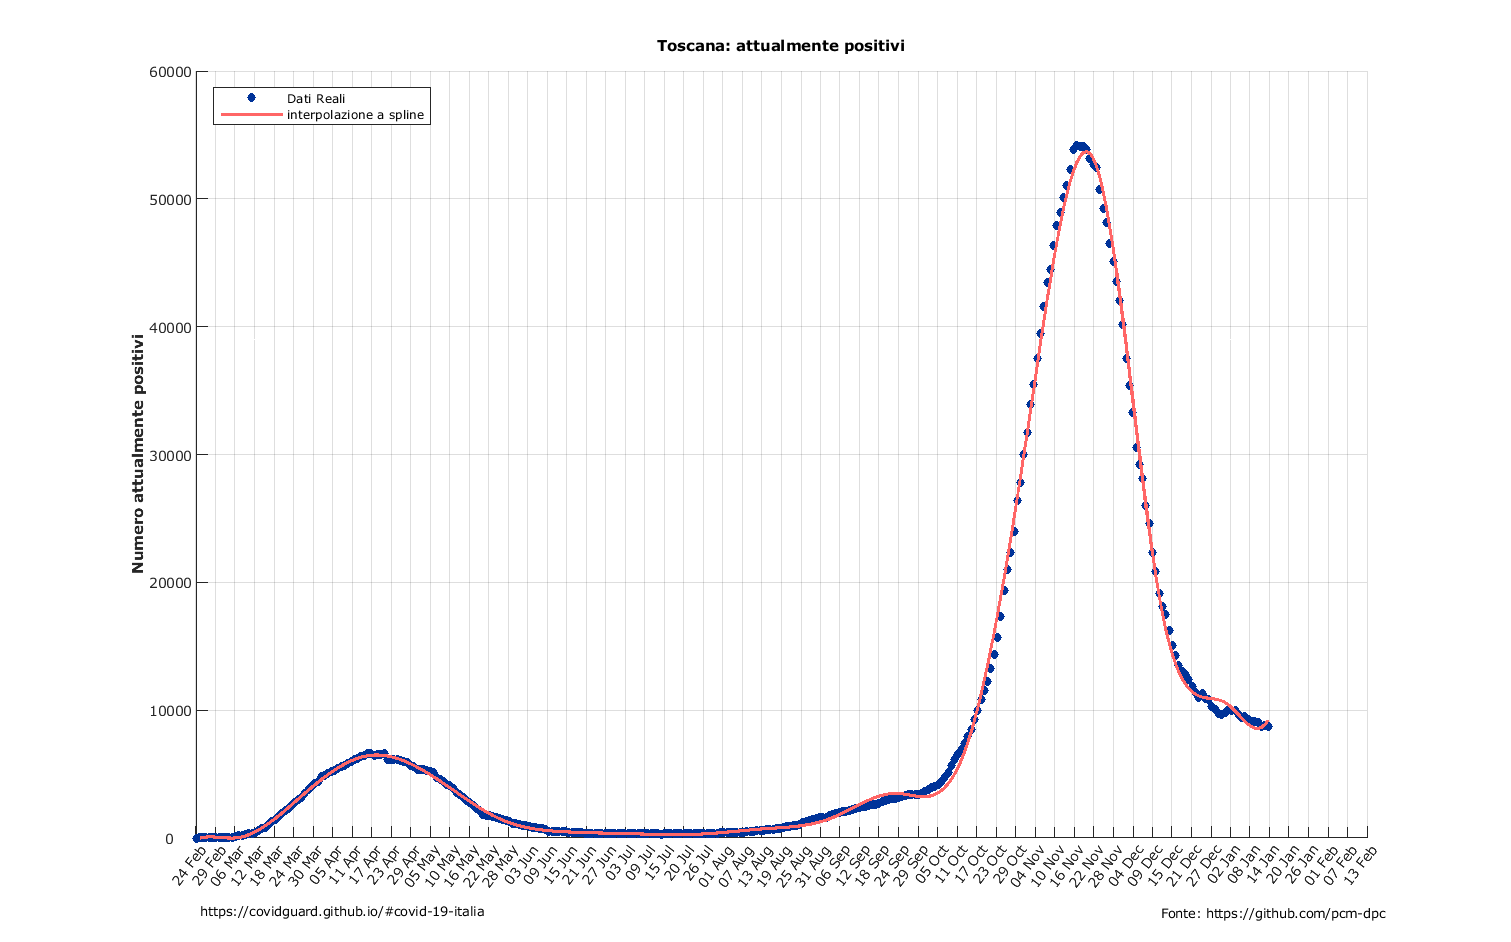 Toscana: attualmente positivi
Dati Reali
interpolazione a spline
Numero attualmente positivi
60000
50000
40000
30000
20000
10000
0
24 Feb
29 Feb
06 Mar
12 Mar
18 Mar
24 Mar
30 Mar
05 Apr
11 Apr
17 Apr
23 Apr
29 Apr
05 May
10 May
16 May
22 May
28 May
03 Jun
09 Jun
15 Jun
21 Jun
27 Jun
03 Jul
09 Jul
15 Jul
20 Jul
26 Jul
01 Aug
07 Aug
13 Aug
19 Aug
25 Aug
31 Aug
06 Sep
12 Sep
18 Sep
24 Sep
29 Sep
05 Oct
11 Oct
17 Oct
23 Oct
29 Oct
04 Nov
10 Nov
16 Nov
22 Nov
28 Nov
04 Dec
09 Dec
15 Dec
21 Dec
27 Dec
02 Jan
08 Jan
14 Jan
20 Jan
26 Jan
01 Feb
07 Feb
13 Feb
https://covidguard.github.io/#covid-19-italia
Fonte: https://github.com/pcm-dpc